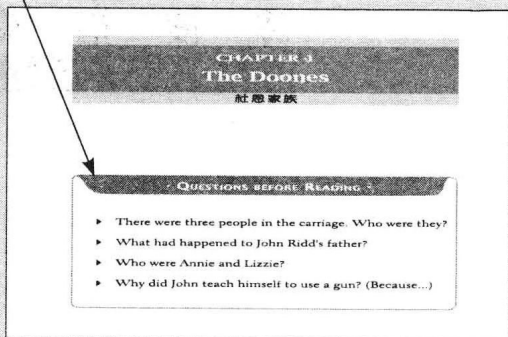 CHAPTER
The Doones
杜恩家族
QUESTIONS BEFORE READING
▸ There were three people in the carriage. Who were they?
▸ What had happened to John Ridd's father?
▸ Who were Annie and Lizzie?
▸ Why did John teach himself to use a gun? (Because...)